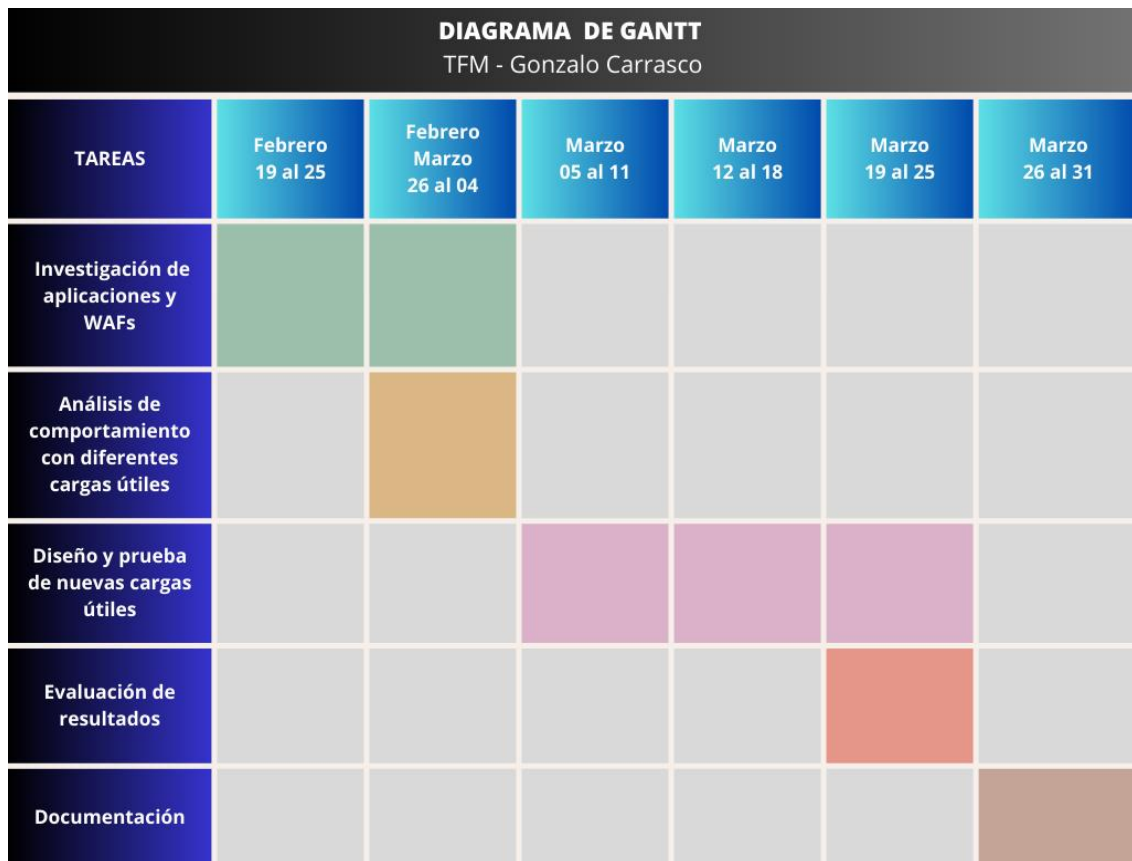 DIAGRAMA DE GANTT
TFM - Gonzalo Carrasco
TAREAS
Febrero
19 al 25
Febrero
Marzo
26 al 04
Marzo
05 al 11
Marzo
12 al 18
Marzo
19 al 25
Marzo
26 al 31
Investigación de
aplicaciones y
WAFs
Análisis de
comportamiento
con diferentes
cargas útiles
Diseño y prueba
de nuevas cargas
útiles
Evaluación de
resultados
Documentación